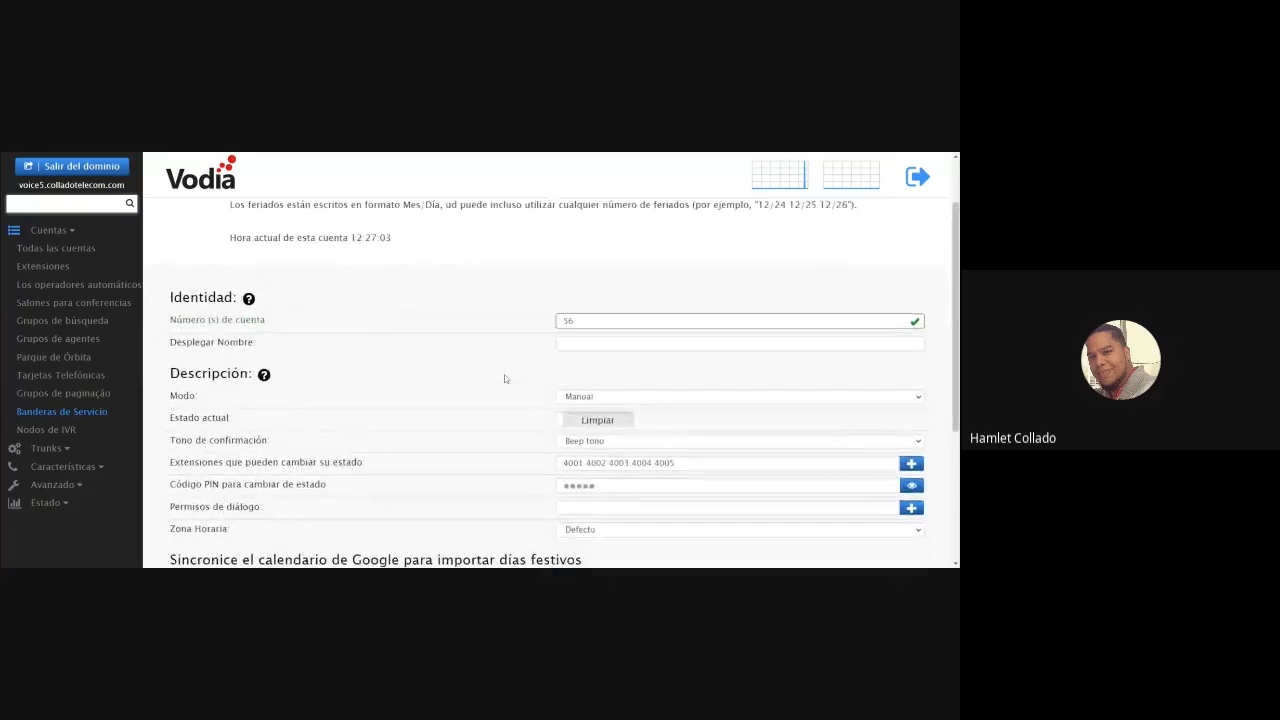 Salir del dominio
voice5.colladotelecom.com
Cuentas
Todas las cuentas
Extensiones
Los operadores automáticos
Salones para conferencias
Grupos de búsqueda
Grupos de agentes
Parque de Órbita
Tarjetas Telefónicas
Grupos de paginação
Banderas de Servicio
Nodos de IVR
Trunks
Características
Avanzado
Estado
Vodia
Los feriados están escritos en formato Mes/Día, ud puede incluso utilizar cualquier número de feriados (por ejemplo, "12/24 12/25 12/26").
Hora actual de esta cuenta 12:27:03
Identidad:
Número (s) de cuenta
56
Desplegar Nombre:
Descripción:
Modo:
Manual
Estado actual
Limpiar
Tono de confirmación:
Beep tono
Extensiones que pueden cambiar su estado
4001 4002 4003 4004 4005
Código PIN para cambiar de estado
Permisos de diálogo:
Zona Horaria:
Defecto
Sincronice el calendario de Google para importar días festivos
Hamlet Collado